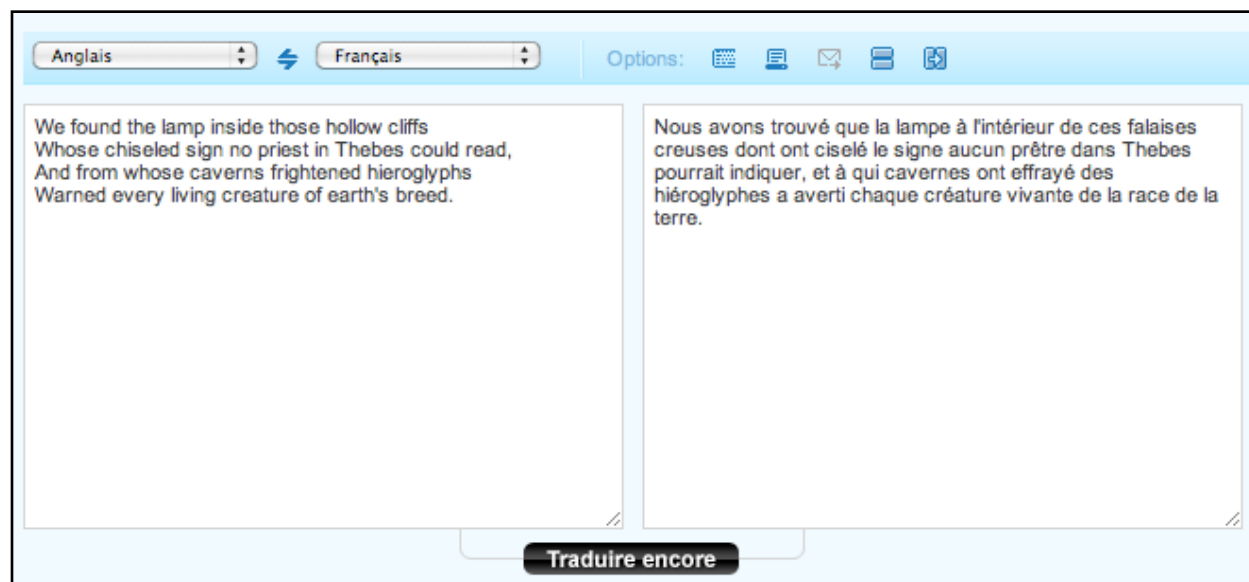 Anglais Français Options:
We found the lamp inside those hollow cliffs
Whose chiseled sign no priest in Thebes could read,
And from whose caverns frightened hieroglyphs
Warned every living creature of earth's breed.
Nous avons trouvé que la lampe à l'intérieur de ces falaises
creuses dont ont ciselé le signe aucun prêtre dans Thebes
pourrait indiquer, et à qui cavernes ont effrayé des
hiéroglyphes a averti chaque créature vivante de la race de la
terre.
Traduire encore